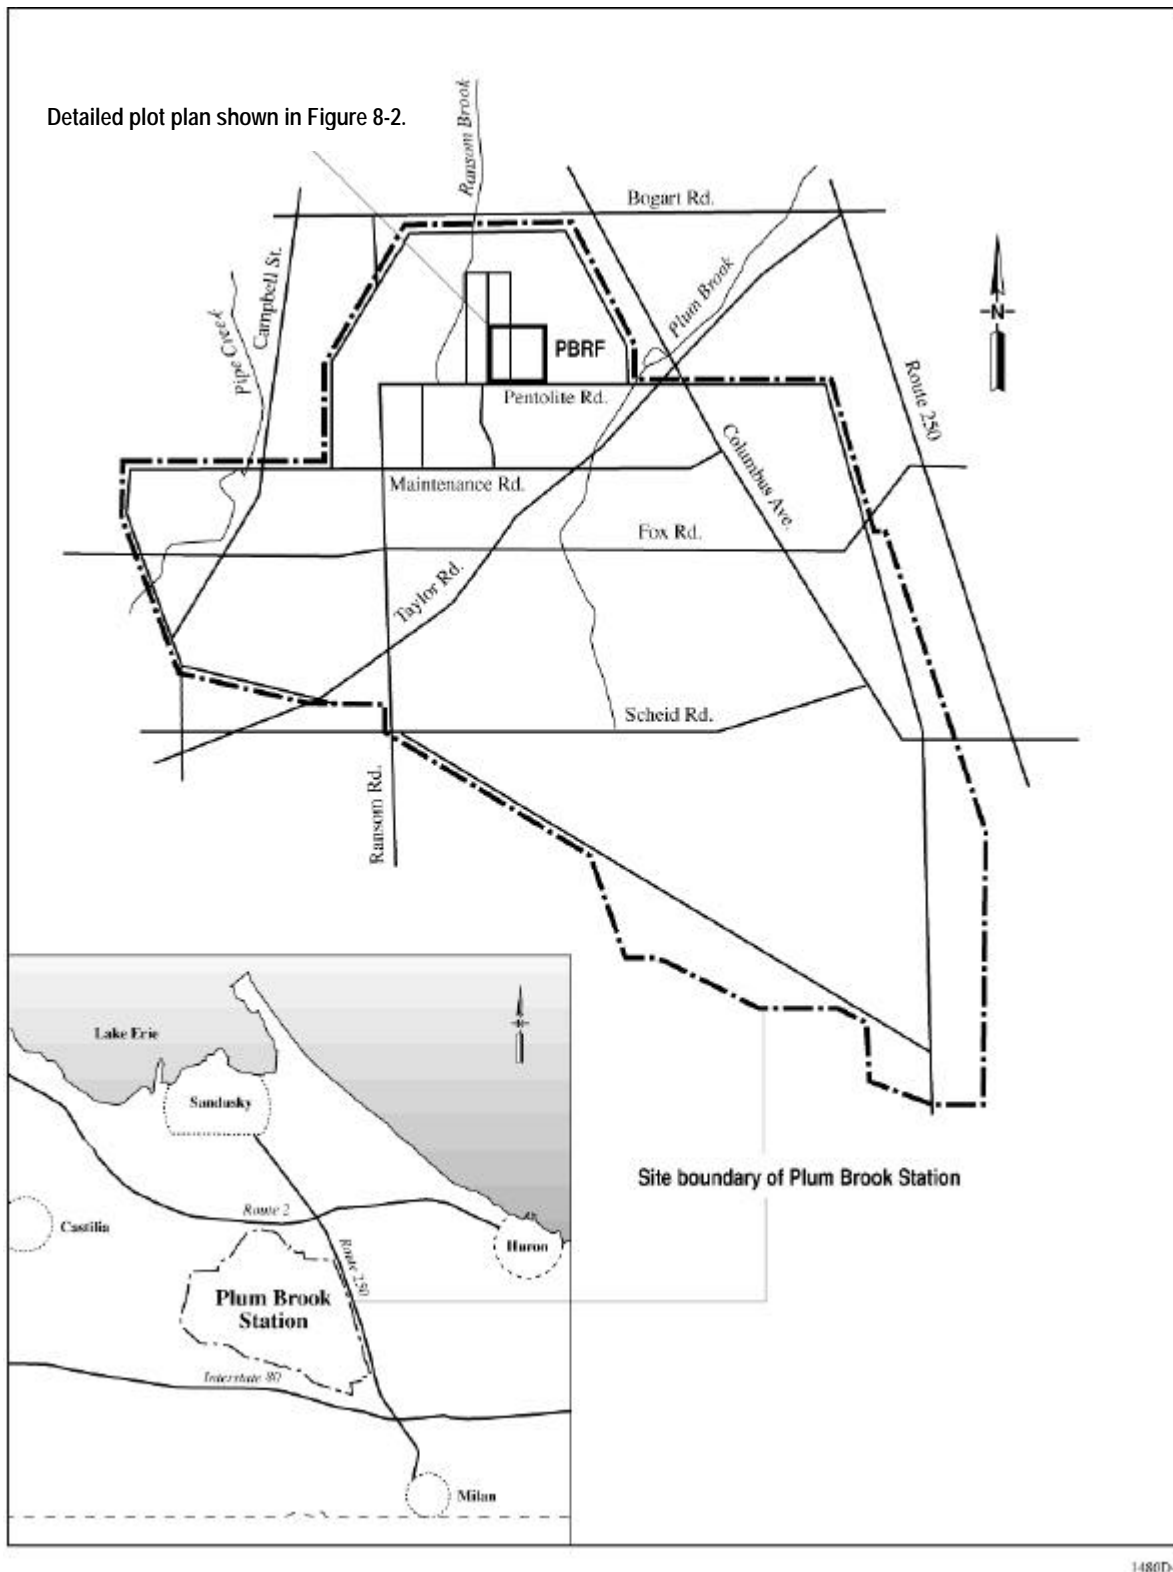 Detailed plot plan shown in Figure 8-2.
Ransom Brook
Bogart Rd.
Campbell St.
Plum Brook
Pipe Creek
N
PBRF
Route 250
Pentolite Rd.
Columbus Ave.
Maintenance Rd.
Fox Rd.
Taylor Rd.
Scheid Rd.
Ransom Rd.
Lake Erie
Sandusky
Site boundary of Plum Brook Station
Route 2
Castilia
Huron
Route 250
Plum Brook
Station
Interstate 80
Milan
1480D-